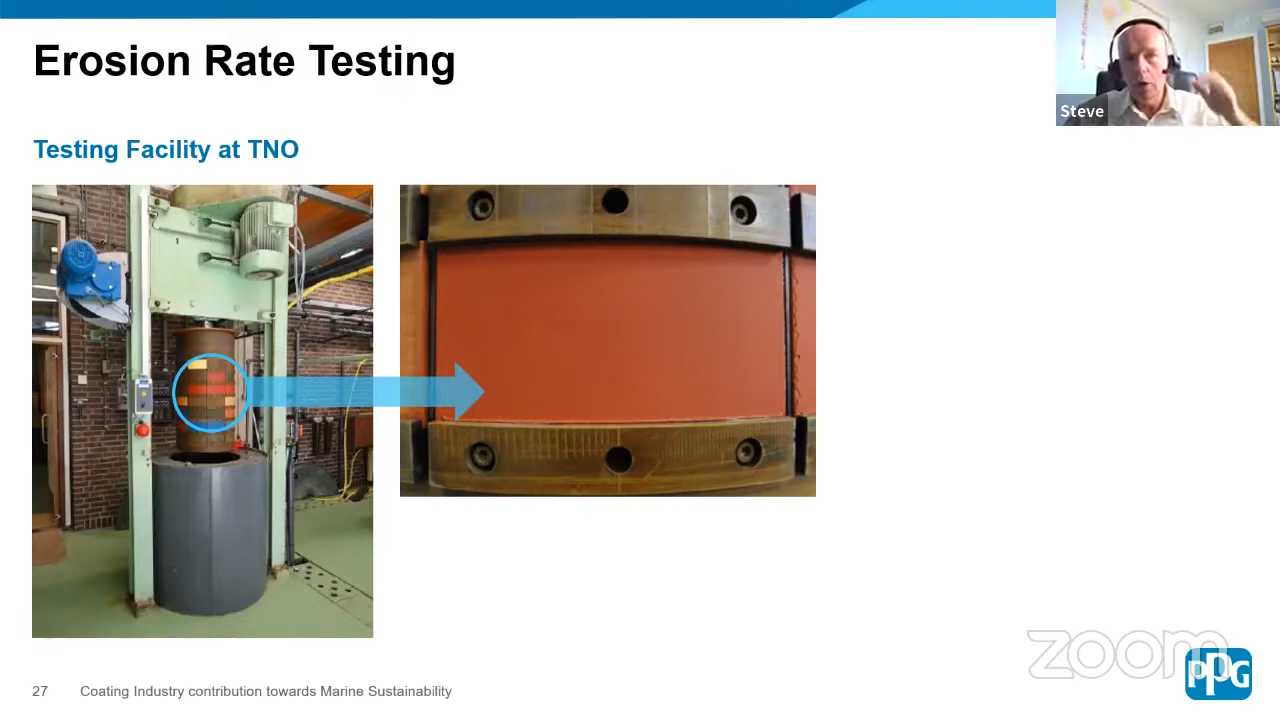 Erosion Rate Testing
Steve
Testing Facility at TNO
zoom
PPG
27 Coating Industry contribution towards Marine Sustainability